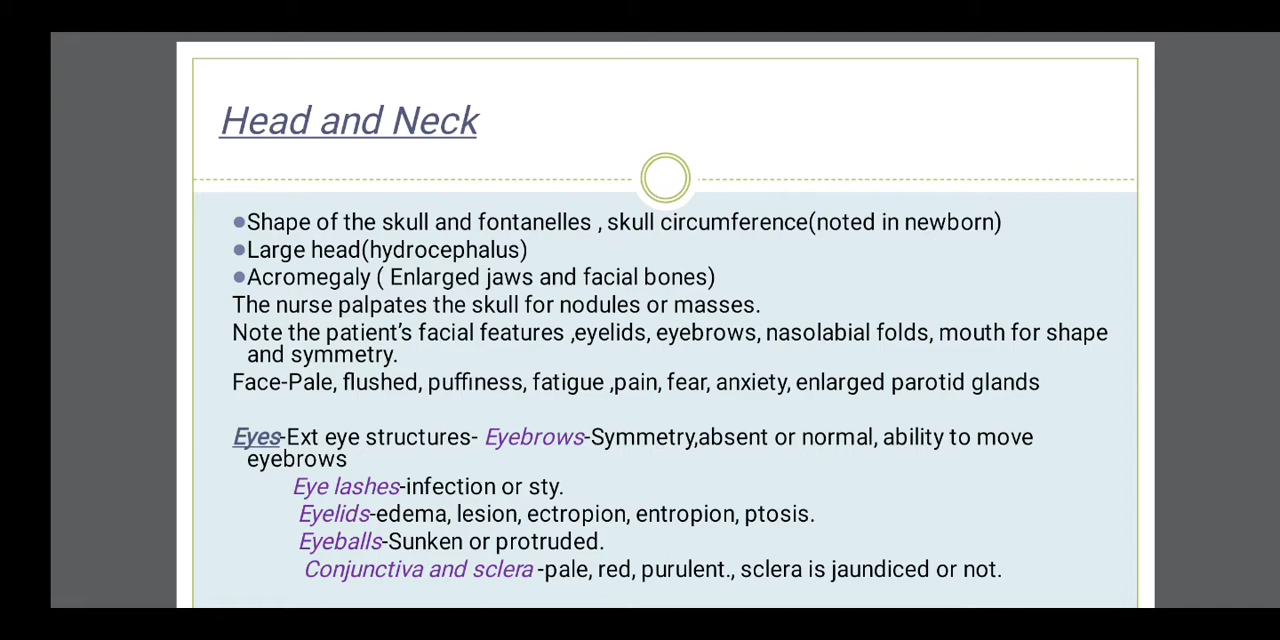 Head and Neck
●Shape of the skull and fontanelles , skull circumference(noted in newborn)
●Large head(hydrocephalus)
●Acromegaly ( Enlarged jaws and facial bones)
The nurse palpates the skull for nodules or masses.
Note the patient’s facial features ,eyelids, eyebrows, nasolabial folds, mouth for shape
and symmetry.
Face-Pale, flushed, puffiness, fatigue ,pain, fear, anxiety, enlarged parotid glands
Eyes-Ext eye structures- Eyebrows-Symmetry,absent or normal, ability to move
eyebrows
Eye lashes-infection or sty.
Eyelids-edema, lesion, ectropion, entropion, ptosis.
Eyeballs-Sunken or protruded.
Conjunctiva and sclera -pale, red, purulent., sclera is jaundiced or not.